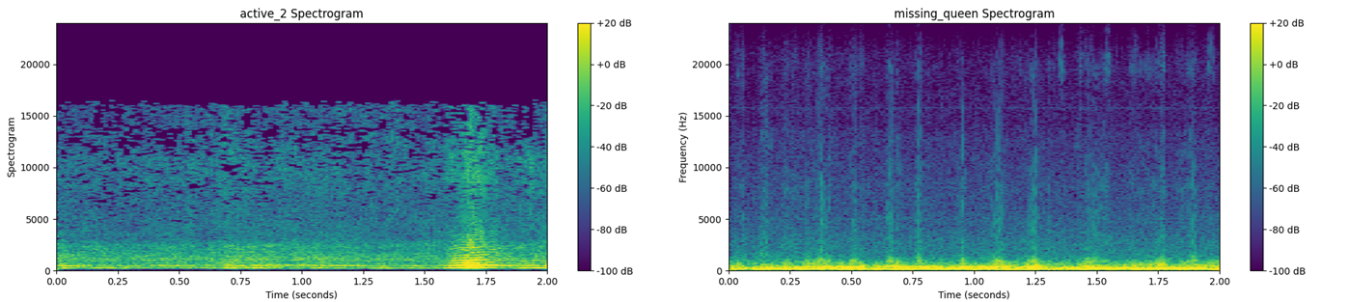 active_2 Spectrogram
Spectrogram
20000
15000
10000
5000
0
0.00 0.25 0.50 0.75 1.00 1.25 1.50 1.75 2.00
Time (seconds)
+20 dB
+0 dB
-20 dB
-40 dB
-60 dB
-80 dB
-100 dB
missing_queen Spectrogram
Frequency (Hz)
20000
15000
10000
5000
0
0.00 0.25 0.50 0.75 1.00 1.25 1.50 1.75 2.00
Time (seconds)
+20 dB
+0 dB
-20 dB
-40 dB
-60 dB
-80 dB
-100 dB